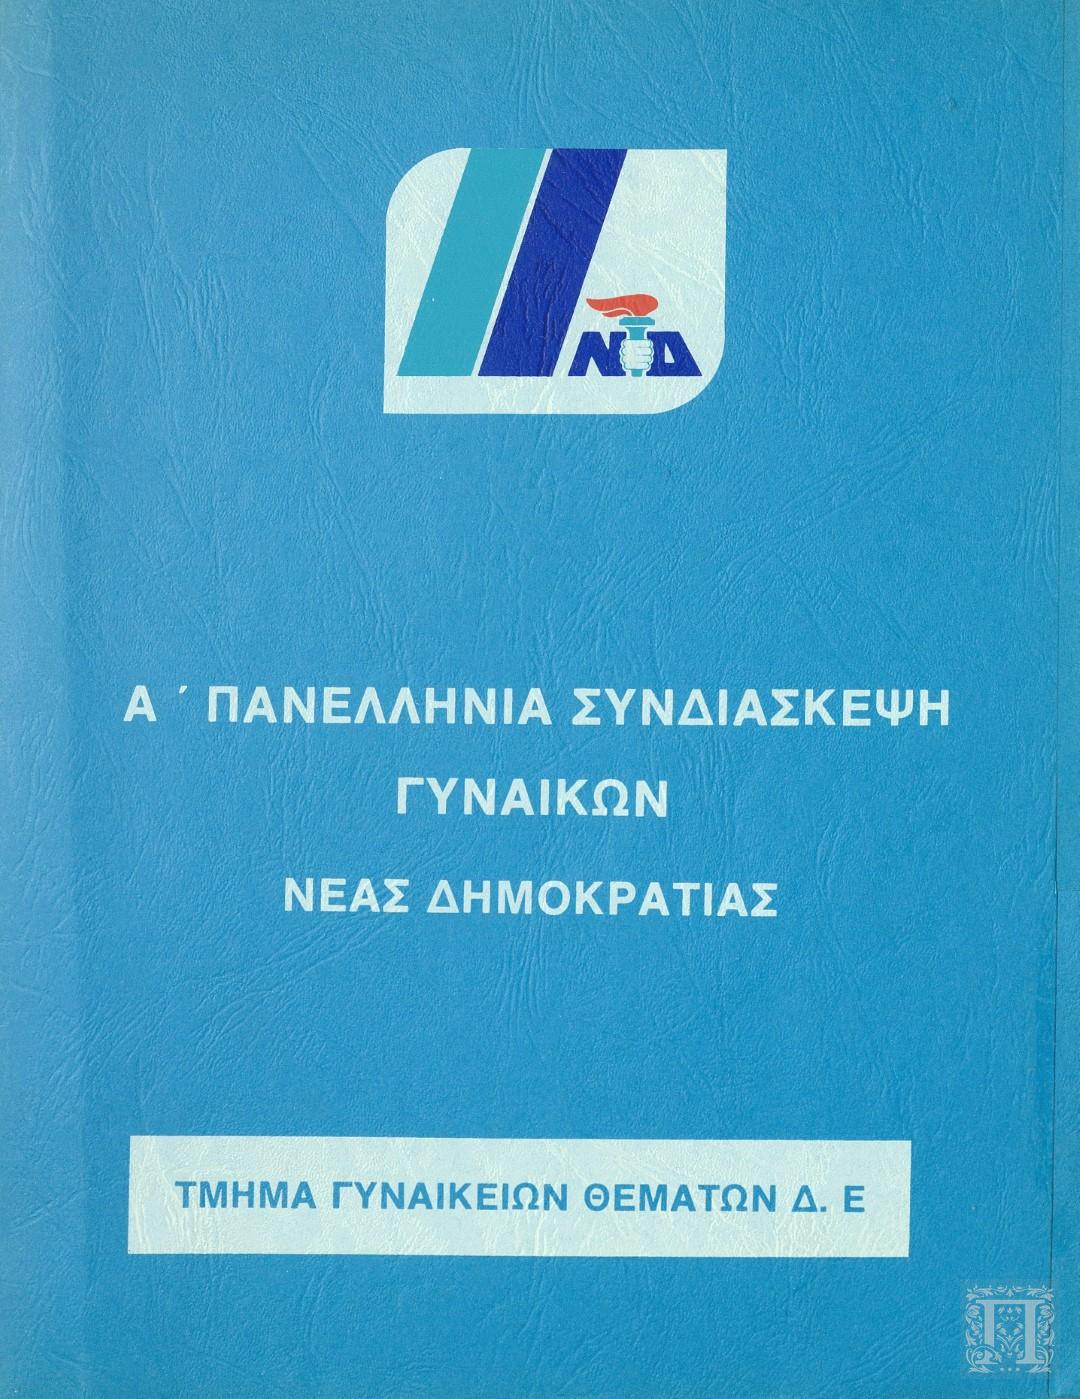 ΝΔ
Α΄ ΠΑΝΕΛΛΗΝΙΑ ΣΥΝΔΙΑΣΚΕΨΗ
ΓΥΝΑΙΚΩΝ
ΝΕΑΣ ΔΗΜΟΚΡΑΤΙΑΣ
ΤΜΗΜΑ ΓΥΝΑΙΚΕΙΩΝ ΘΕΜΑΤΩΝ Δ. Ε
Π